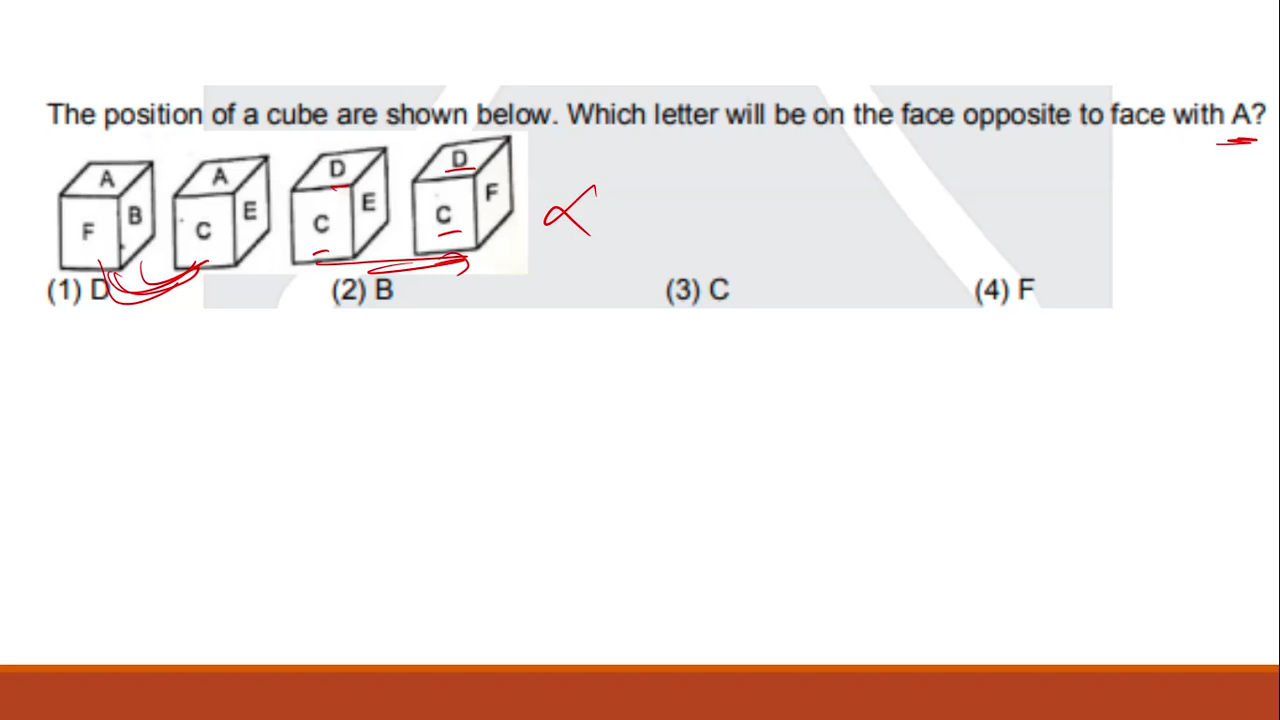 The position of a cube are shown below. Which letter will be on the face opposite to face with A?
A F B A C E D C E D C F
(1) D (2) B (3) C (4) F